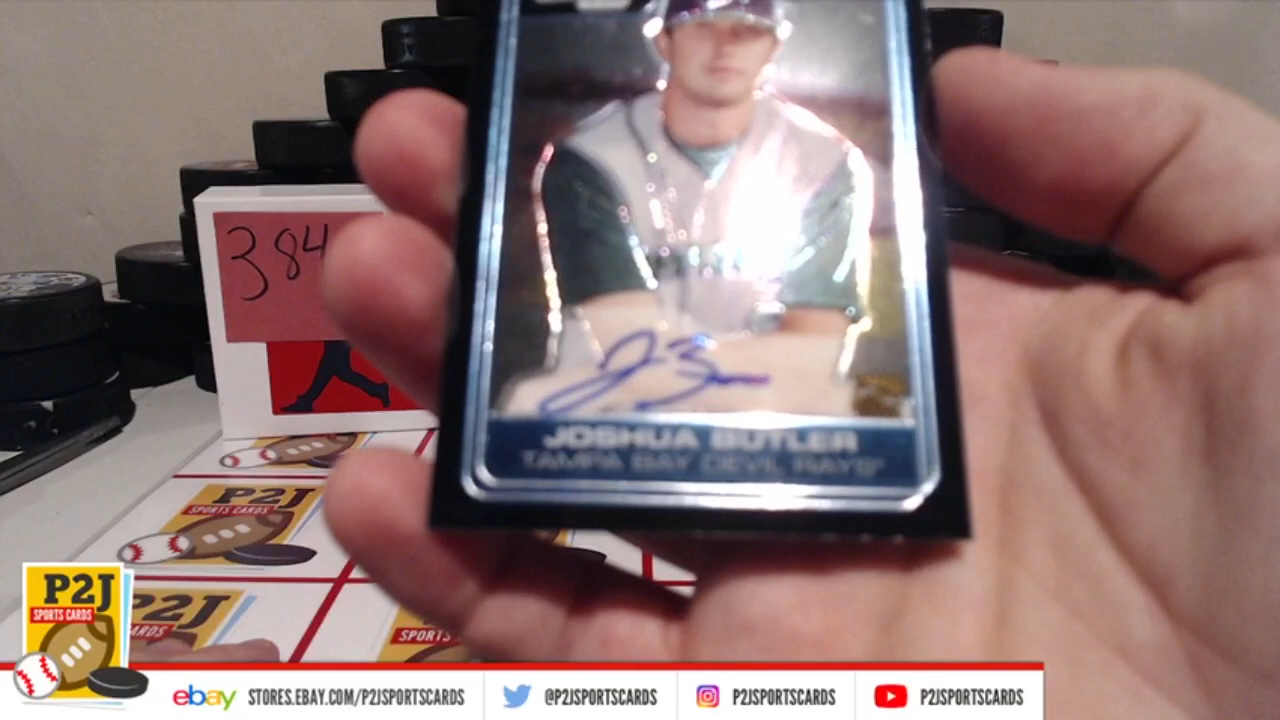 384
JOSHUA BUTLER
TAMPA BAY DEVIL RAYS
P2J
SPORTS CARDS
P2J
ARDS
SPORTS
P2J
SPORTS CARDS
ebay STORES.EBAY.COM/P2JSPORTSCARDS @P2JSPORTSCARDS P2JSPORTSCARDS P2JSPORTSCARDS